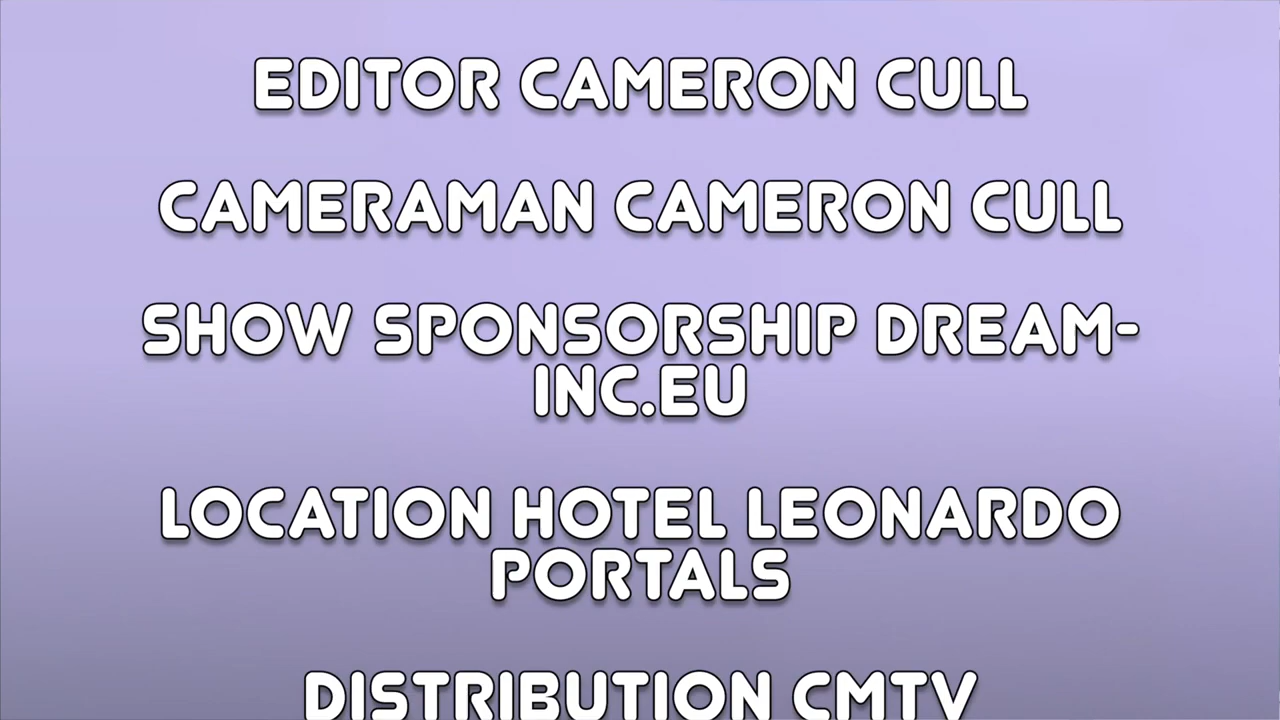 EDITOR CAMERON CULL
CAMERAMAN CAMERON CULL
SHOW SPONSORSHIP DREAM-
INC.EU
LOCATION HOTEL LEONARDO
PORTALS
DISTRIBUTION CMTV